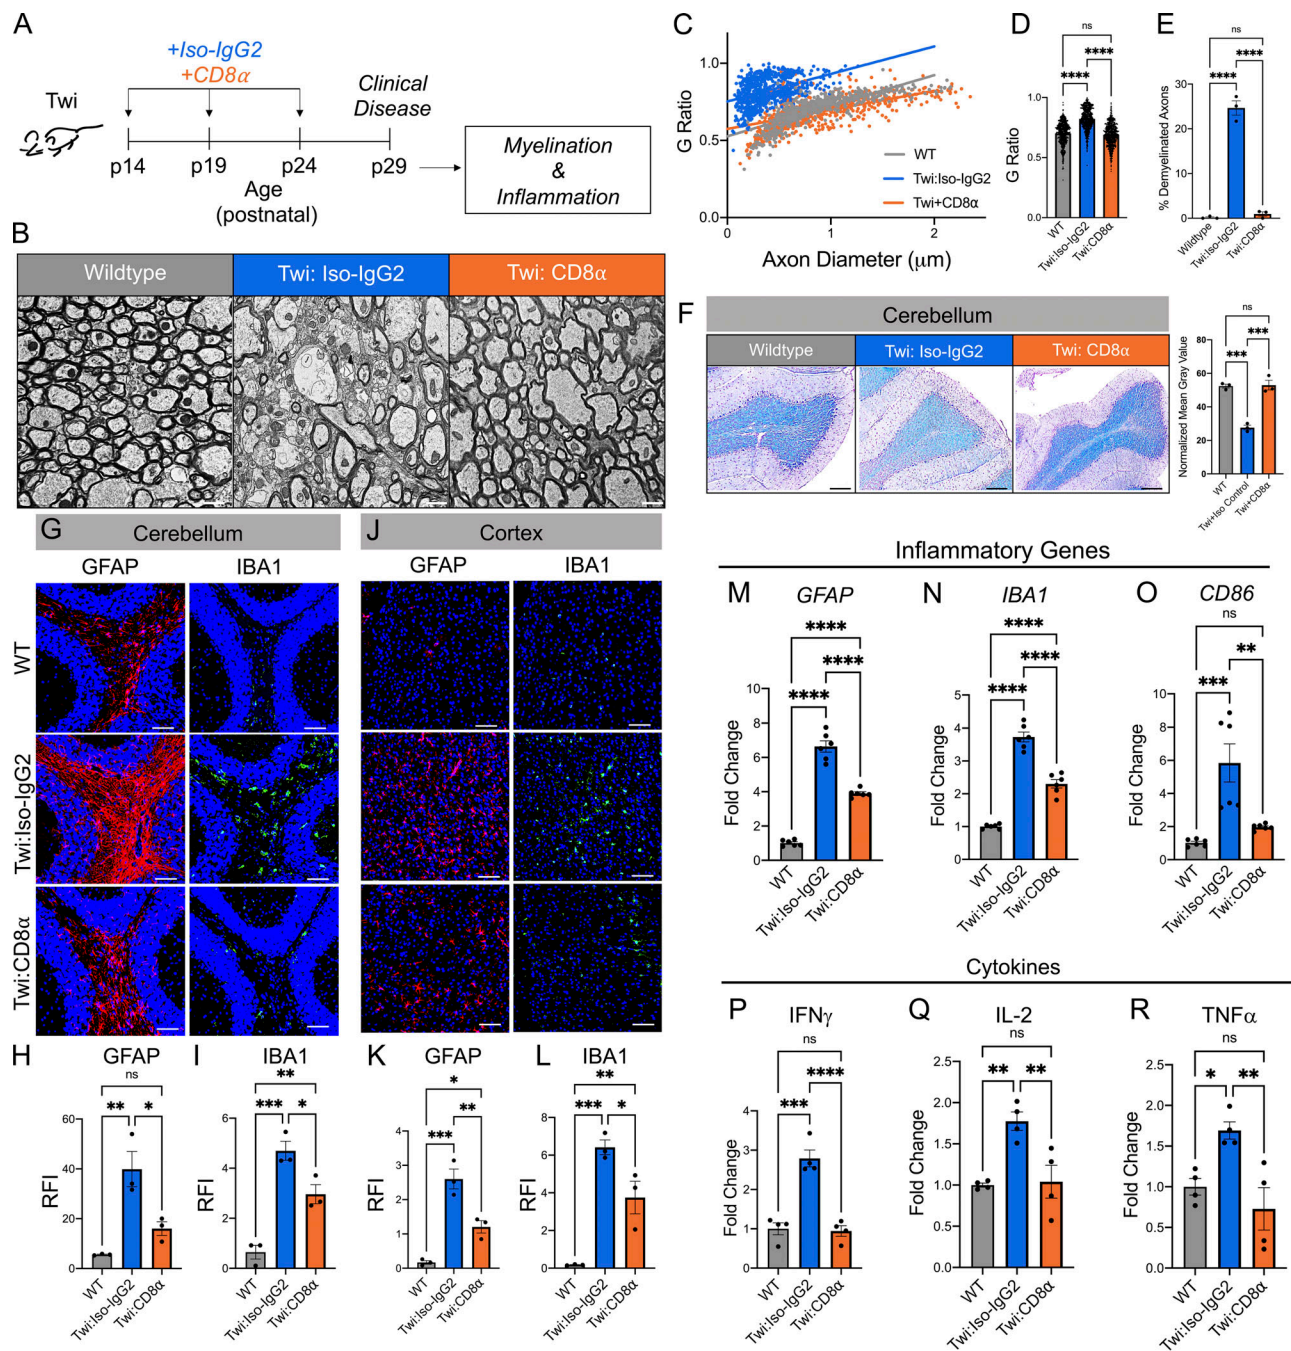 A
+Iso-IgG2
+CD8α
Clinical
Disease
Twi
p14
p19
p24
p29
Age
(postnatal)
Myelination
&
Inflammation
B
Wildtype
Twi: Iso-IgG2
Twi: CD8α
C
G Ratio
1.0
0.5
0.0
0
1
2
Axon Diameter (μm)
WT
Twi:Iso-IgG2
Twi+CD8α
D
ns
****
****
G Ratio
1.0
0.5
0.0
WT
Twi:Iso-IgG2
Twi:CD8α
E
ns
****
****
% Demyelinated Axons
30
20
10
0
Wildtype
Twi:Iso-IgG2
Twi:CD8α
F
Cerebellum
Wildtype
Twi: Iso-IgG2
Twi: CD8α
ns
***
***
Normalized Mean Gray Value
80
60
40
20
0
WT
Twi+Iso Control
Twi+CD8α
G
Cerebellum
GFAP
IBA1
J
Cortex
GFAP
IBA1
WT
Twi:Iso-IgG2
Twi:CD8α
H
GFAP
ns
**
*
RFI
60
40
20
0
WT
Twi:Iso-IgG2
Twi:CD8α
I
IBA1
**
***
*
RFI
6
4
2
0
WT
Twi:Iso-IgG2
Twi:CD8α
K
GFAP
*
***
**
RFI
4
3
2
1
0
WT
Twi:Iso-IgG2
Twi:CD8α
L
IBA1
**
***
*
RFI
8
6
4
2
0
WT
Twi:Iso-IgG2
Twi:CD8α
Inflammatory Genes
M
GFAP
****
****
****
Fold Change
10
8
6
4
2
0
WT
Twi:Iso-IgG2
Twi:CD8α
N
IBA1
****
****
****
Fold Change
5
4
3
2
1
0
WT
Twi:Iso-IgG2
Twi:CD8α
O
CD86
ns
**
***
Fold Change
10
8
6
4
2
0
WT
Twi:Iso-IgG2
Twi:CD8α
Cytokines
P
IFNγ
ns
****
***
Fold Change
4
3
2
1
0
WT
Twi:Iso-IgG2
Twi:CD8α
Q
IL-2
ns
**
**
Fold Change
2.5
2.0
1.5
1.0
0.5
0.0
WT
Twi:Iso-IgG2
Twi:CD8α
R
TNFα
ns
*
**
Fold Change
2.5
2.0
1.5
1.0
0.5
0.0
WT
Twi:Iso-IgG2
Twi:CD8α